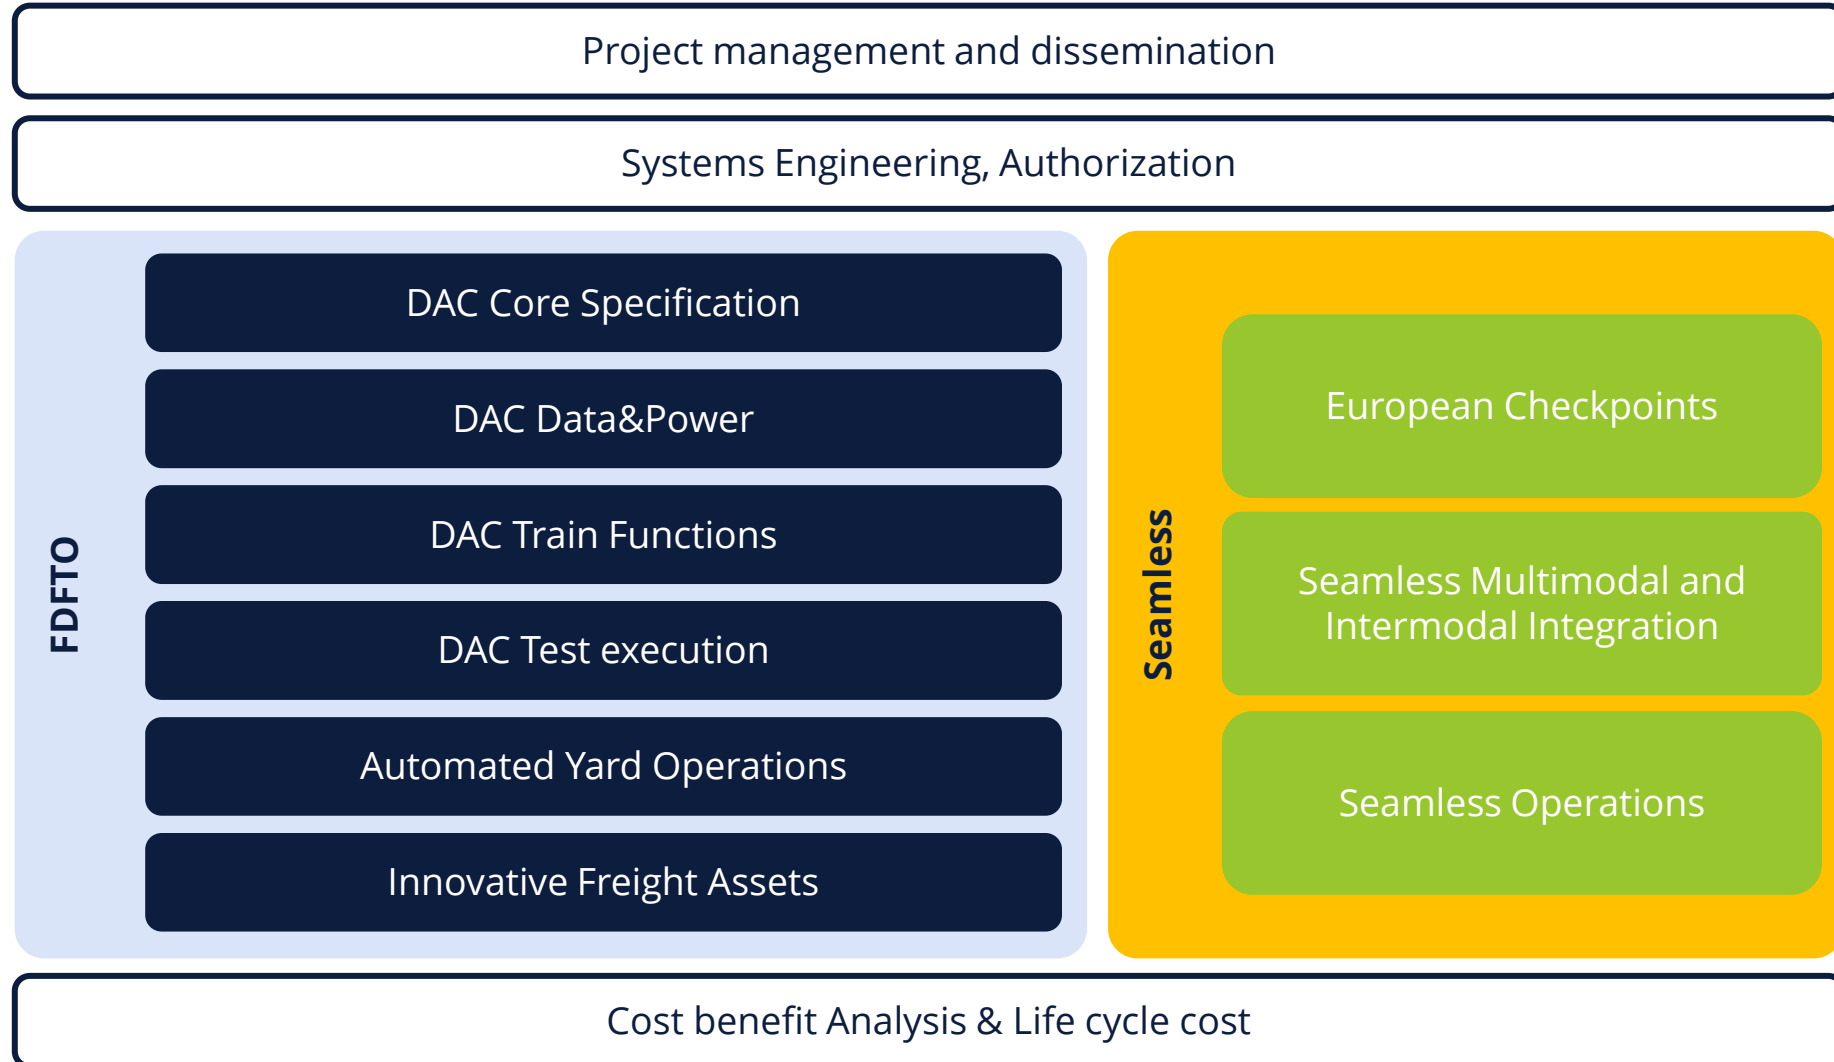 Project management and dissemination
Systems Engineering, Authorization
FDFTO
DAC Core Specification
DAC Data&Power
DAC Train Functions
DAC Test execution
Automated Yard Operations
Innovative Freight Assets
Seamless
European Checkpoints
Seamless Multimodal and
Intermodal Integration
Seamless Operations
Cost benefit Analysis & Life cycle cost